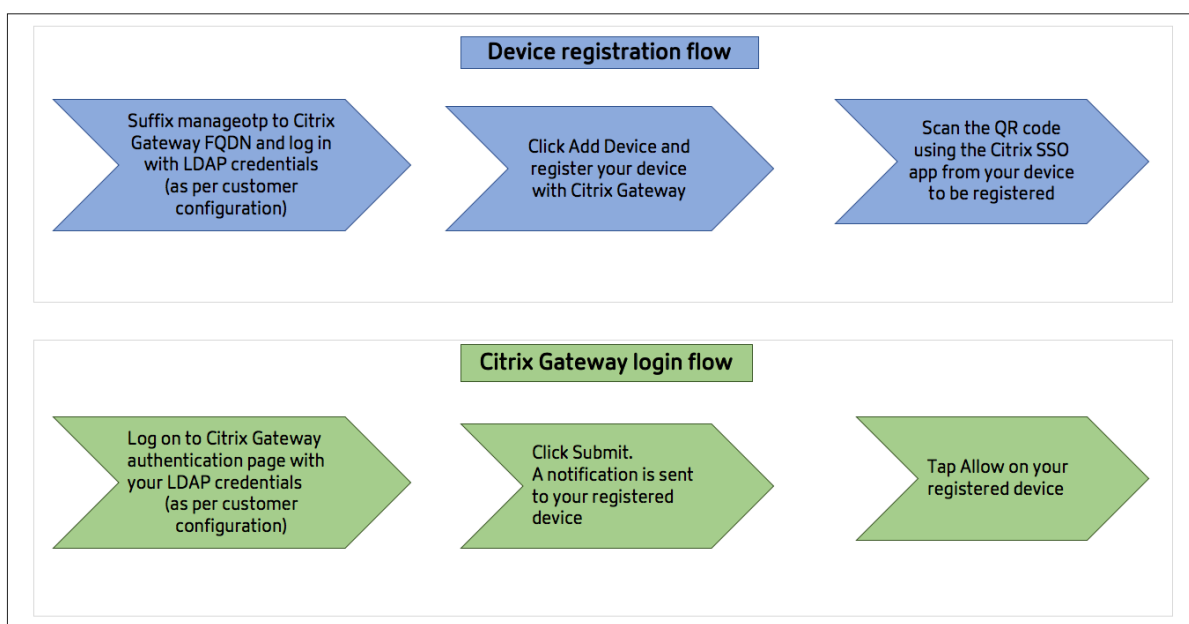 Device registration flow
Suffix manageotp to Citrix
Gateway FQDN and log in
with LDAP credentials
(as per customer
configuration)
Click Add Device and
register your device
with Citrix Gateway
Scan the QR code
using the Citrix SSO
app from your device
to be registered
Citrix Gateway login flow
Log on to Citrix Gateway
authentication page with
your LDAP credentials
(as per customer
configuration)
Click Submit.
A notification is sent
to your registered
device
Tap Allow on your
registered device